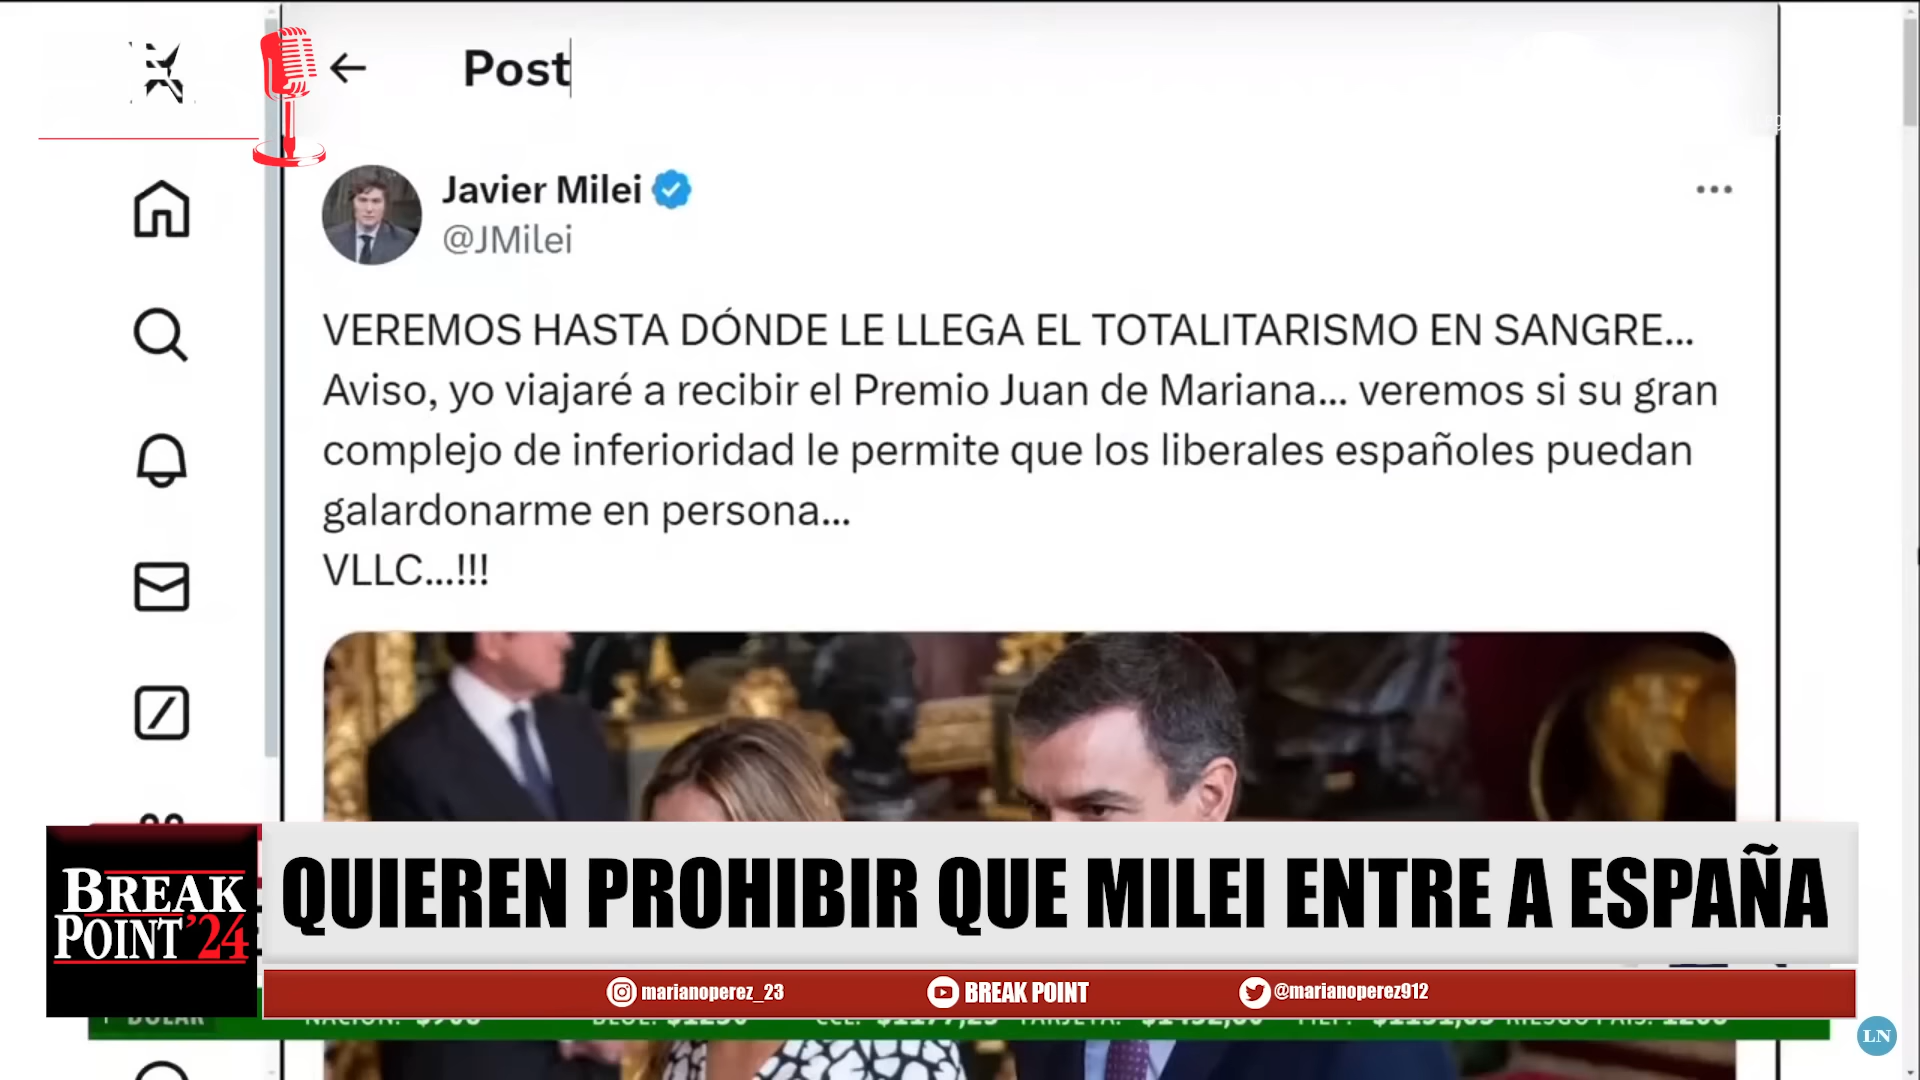 Post
Javier Milei
@JMilei
VEREMOS HASTA DÓNDE LE LLEGA EL TOTALITARISMO EN SANGRE...
Aviso, yo viajaré a recibir el Premio Juan de Mariana... veremos si su gran
complejo de inferioridad le permite que los liberales españoles puedan
galardonarme en persona...
VLLC...!!!
BREAK
POINT '24
QUIEREN PROHIBIR QUE MILEI ENTRE A ESPAÑA
marianoperez_23 BREAK POINT @marianoperez912
LN